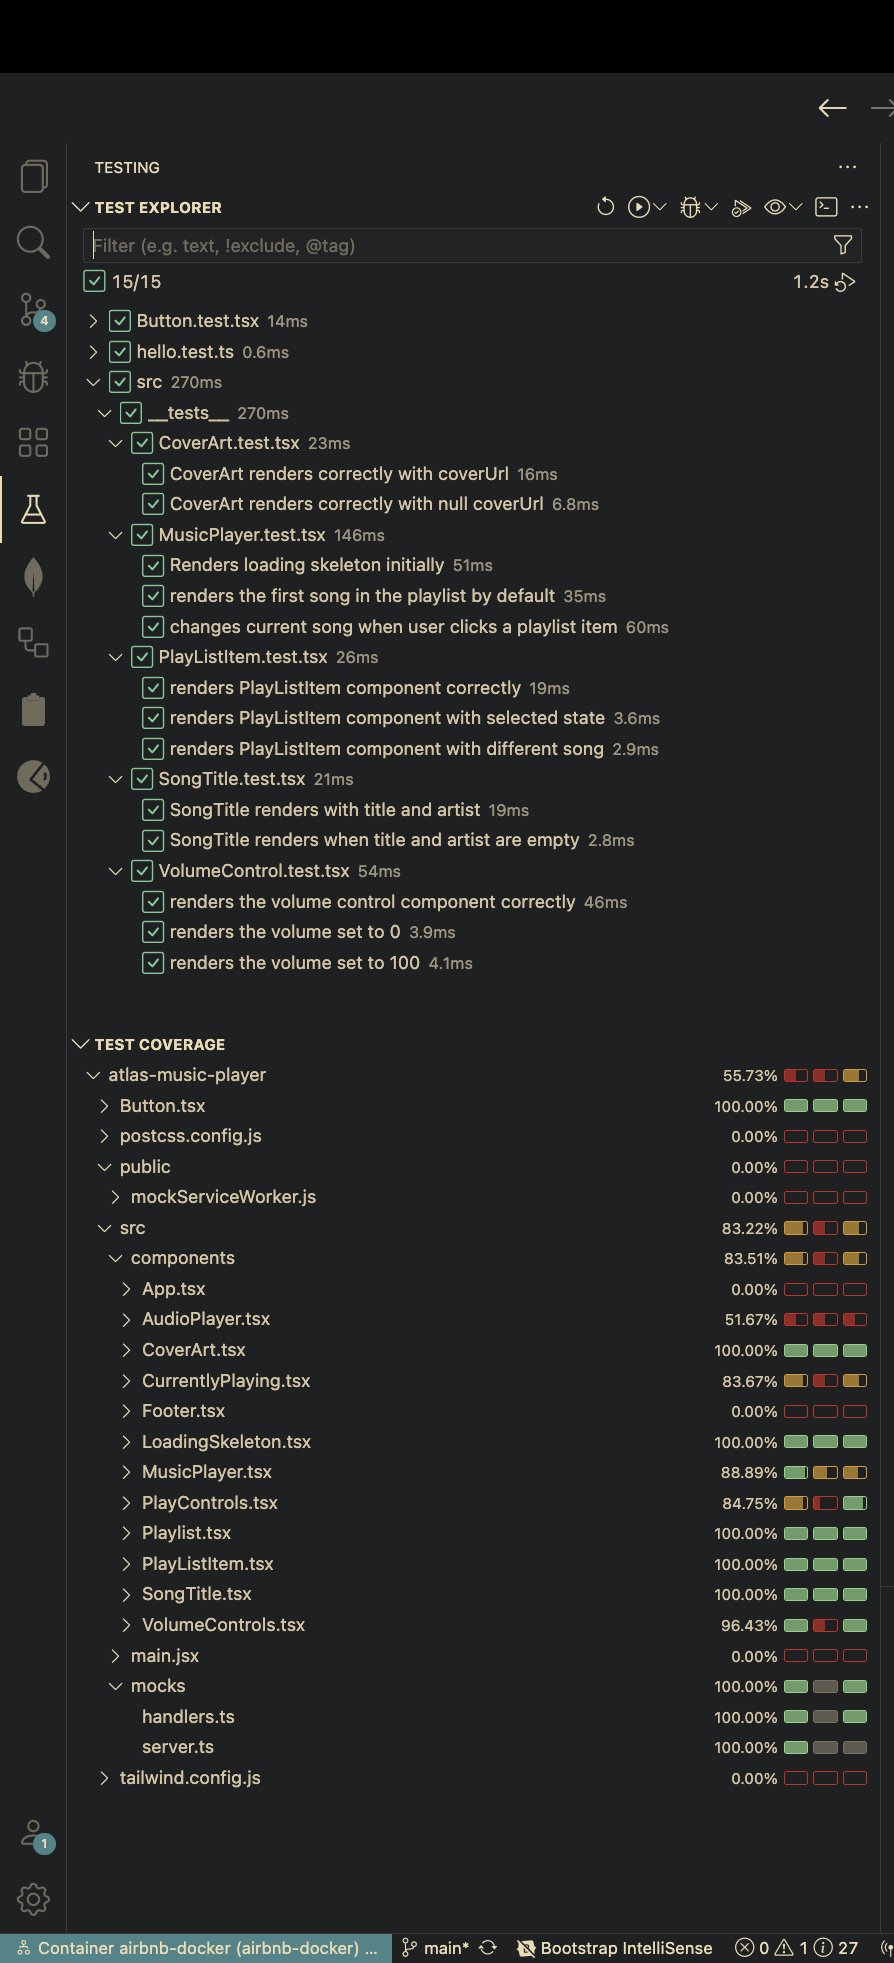 TESTING
TEST EXPLORER
Filter (e.g. text, !exclude, @tag)
15/15 1.2s
Button.test.tsx 14ms
hello.test.ts 0.6ms
src 270ms
__tests__ 270ms
CoverArt.test.tsx 23ms
CoverArt renders correctly with coverUrl 16ms
CoverArt renders correctly with null coverUrl 6.8ms
MusicPlayer.test.tsx 146ms
Renders loading skeleton initially 51ms
renders the first song in the playlist by default 35ms
changes current song when user clicks a playlist item 60ms
PlayListItem.test.tsx 26ms
renders PlayListItem component correctly 19ms
renders PlayListItem component with selected state 3.6ms
renders PlayListItem component with different song 2.9ms
SongTitle.test.tsx 21ms
SongTitle renders with title and artist 19ms
SongTitle renders when title and artist are empty 2.8ms
VolumeControl.test.tsx 54ms
renders the volume control component correctly 46ms
renders the volume set to 0 3.9ms
renders the volume set to 100 4.1ms
TEST COVERAGE
atlas-music-player 55.73%
Button.tsx 100.00%
postcss.config.js 0.00%
public 0.00%
mockServiceWorker.js 0.00%
src 83.22%
components 83.51%
App.tsx 0.00%
AudioPlayer.tsx 51.67%
CoverArt.tsx 100.00%
CurrentlyPlaying.tsx 83.67%
Footer.tsx 0.00%
LoadingSkeleton.tsx 100.00%
MusicPlayer.tsx 88.89%
PlayControls.tsx 84.75%
Playlist.tsx 100.00%
PlayListItem.tsx 100.00%
SongTitle.tsx 100.00%
VolumeControls.tsx 96.43%
main.jsx 0.00%
mocks 100.00%
handlers.ts 100.00%
server.ts 100.00%
tailwind.config.js 0.00%
4
1
Container airbnb-docker (airbnb-docker) ... main* Bootstrap IntelliSense 0 1 27